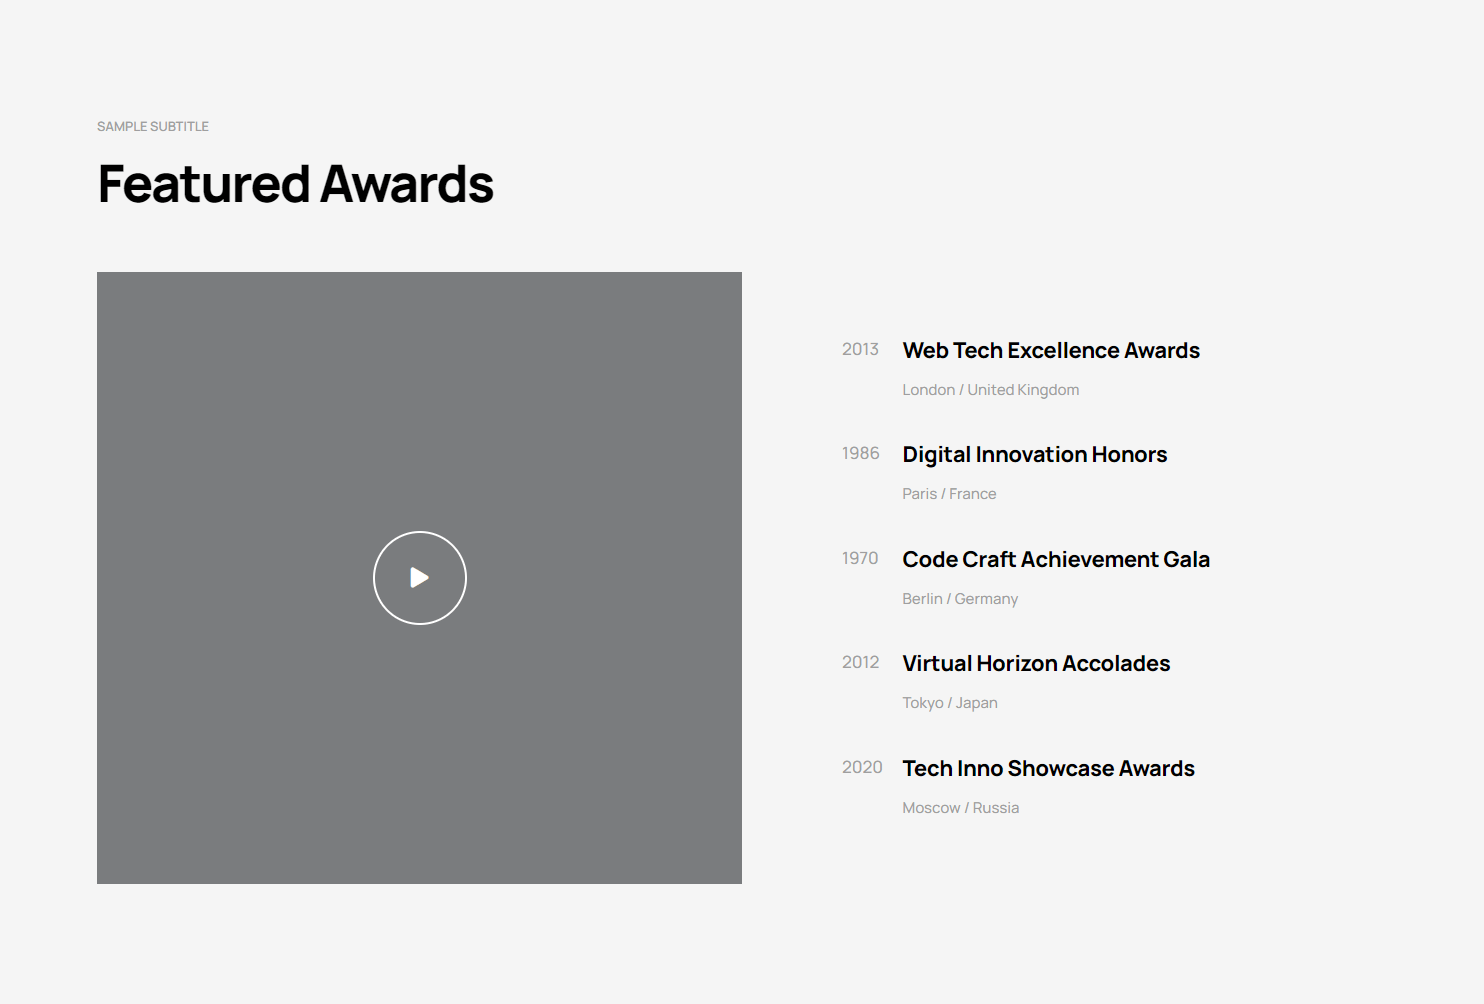 SAMPLE SUBTITLE
Featured Awards
2013 Web Tech Excellence Awards
London / United Kingdom
1986 Digital Innovation Honors
Paris / France
1970 Code Craft Achievement Gala
Berlin / Germany
2012 Virtual Horizon Accolades
Tokyo / Japan
2020 Tech Inno Showcase Awards
Moscow / Russia